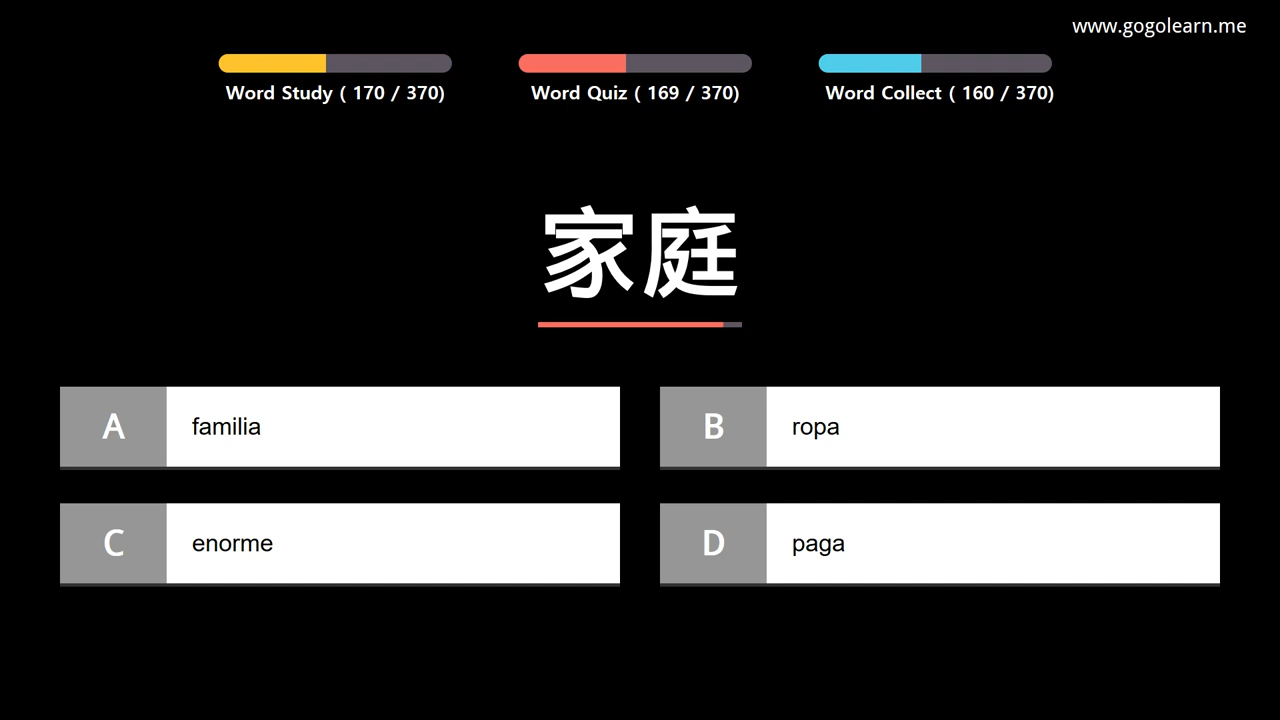 www.gogolearn.me
Word Study ( 170 / 370)
Word Quiz ( 169 / 370)
Word Collect ( 160 / 370)
家庭
A familia
B ropa
C enorme
D paga